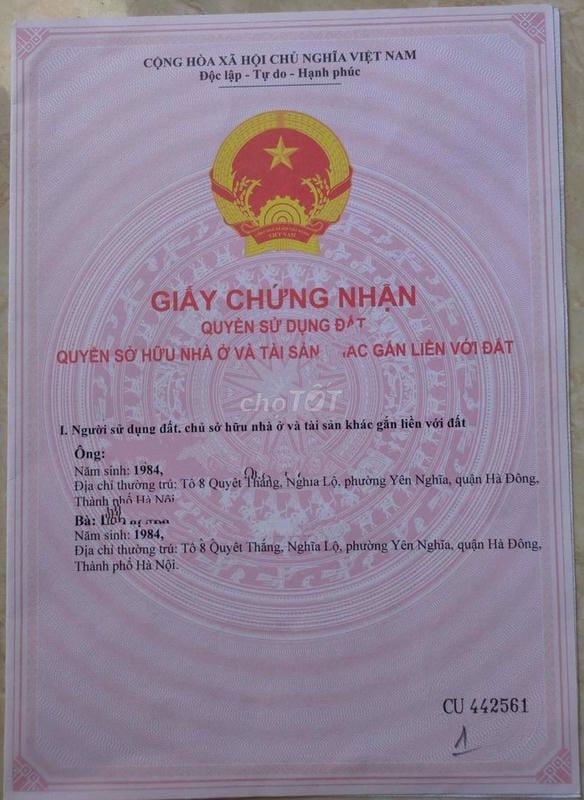 CỘNG HÒA XÃ HỘI CHỦ NGHĨA VIỆT NAM
Độc lập - Tự do - Hạnh phúc
VIỆT NAM
GIẤY CHỨNG NHẬN
QUYỀN SỬ DỤNG ĐẤT
QUYỀN SỞ HỮU NHÀ Ở VÀ TÀI SẢN GẮN LIỀN VỚI ĐẤT
choTỐT
I. Người sử dụng đất, chủ sở hữu nhà ở và tài sản khác gắn liền với đất
Ông:
Năm sinh: 1984,
Địa chỉ thường trú: Tổ 8 Quyết Thắng, Nghĩa Lộ, phường Yên Nghĩa, quận Hà Đông,
Thành phố Hà Nội
Bà:
Năm sinh: 1984,
Địa chỉ thường trú: Tổ 8 Quyết Thắng, Nghĩa Lộ, phường Yên Nghĩa, quận Hà Đông,
Thành phố Hà Nội.
CU 442561
1